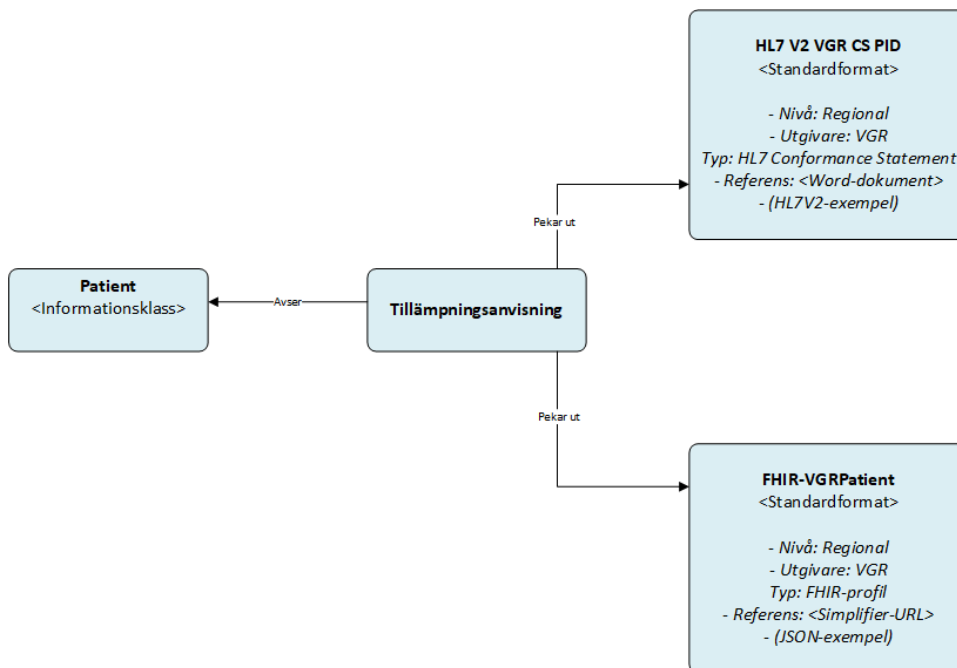 HL7 V2 VGR CS PID
<Standardformat>
- Nivå: Regional
- Utgivare: VGR
Typ: HL7 Conformance Statement
- Referens: <Word-dokument>
- (HL7V2-exempel)
Pekar ut
Patient
<Informationsklass>
Avser
Tillämpningsanvisning
Pekar ut
FHIR-VGRPatient
<Standardformat>
- Nivå: Regional
- Utgivare: VGR
Typ: FHIR-profil
- Referens: <Simplifier-URL>
- (JSON-exempel)